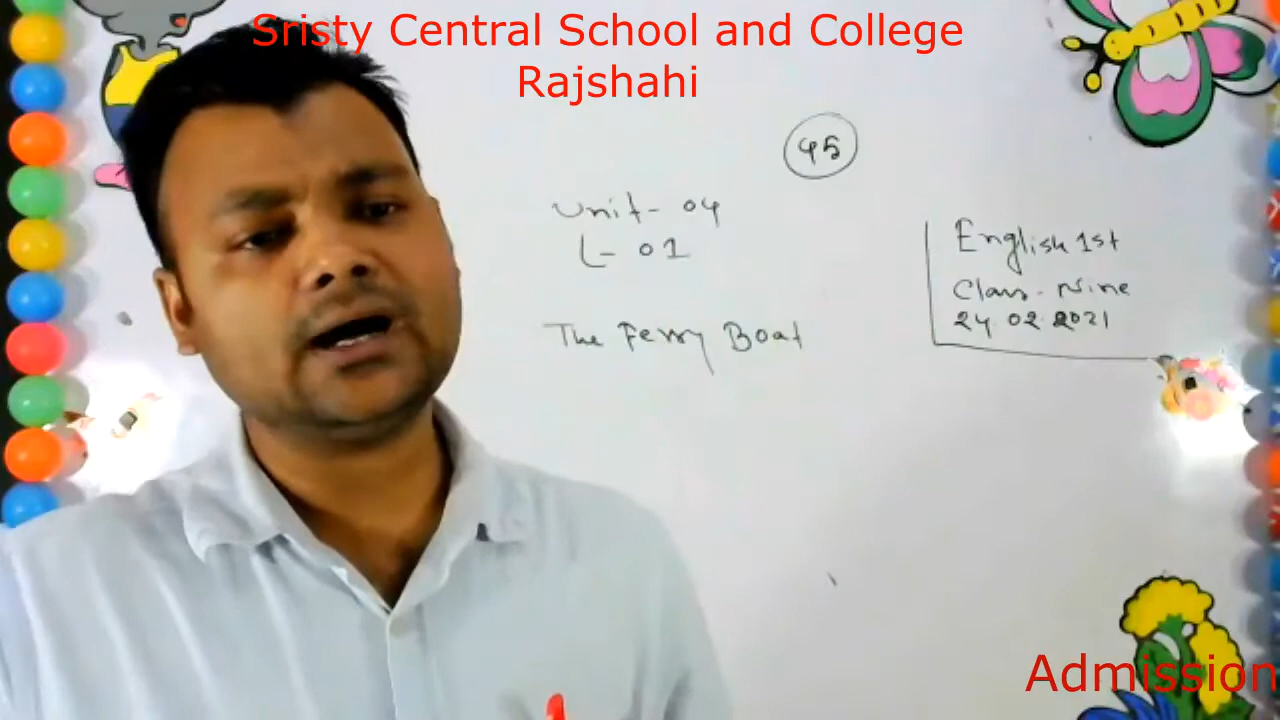 Sristy Central School and College
Rajshahi
45
Unit- 04
L- 01
The Ferry Boat
English 1st
Class- Nine
24.02.2021
Admission